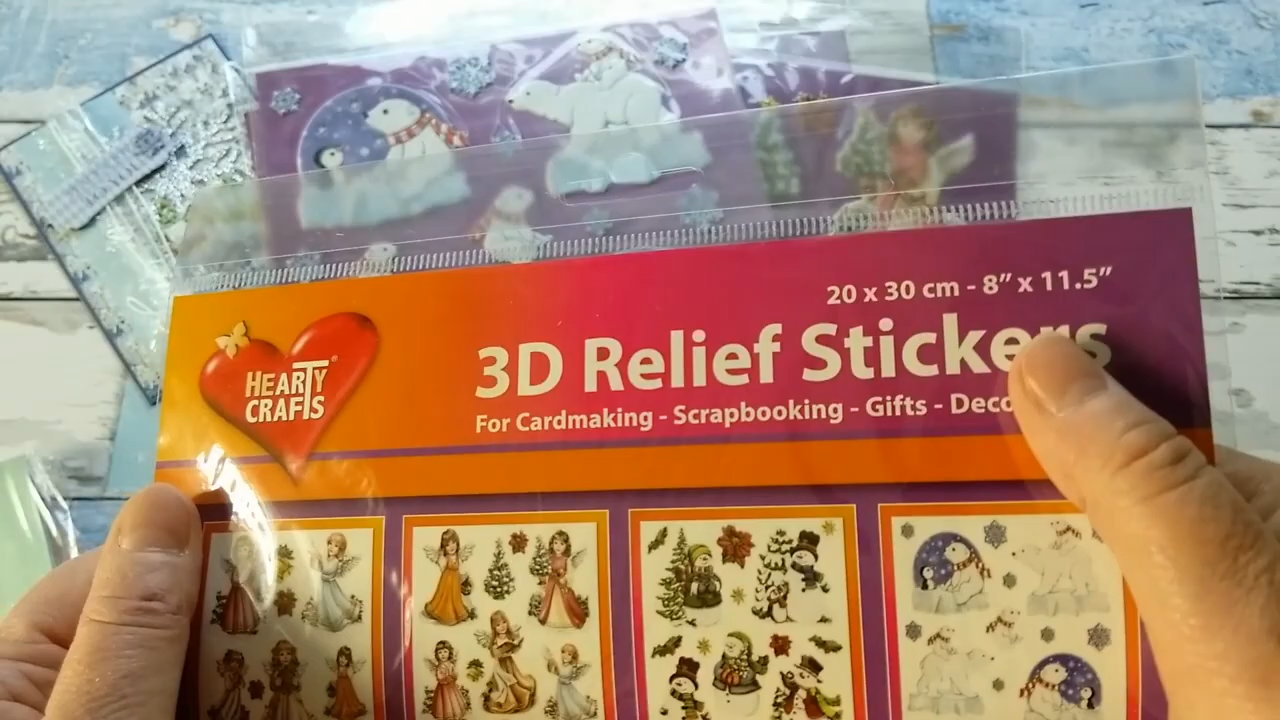 20 x 30 cm - 8” x 11.5”
HEARTY
CRAFTS
®
3D Relief Stickers
For Cardmaking - Scrapbooking - Gifts - Deco